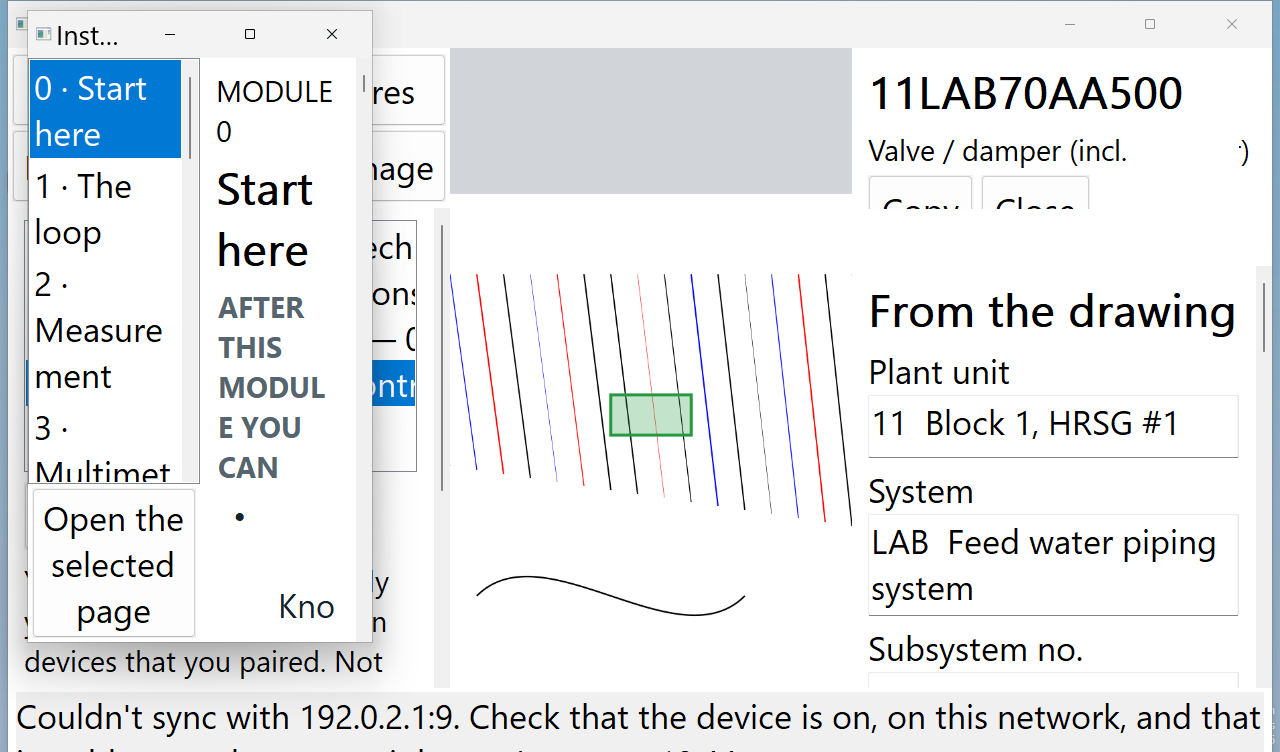 Inst...
0 · Start
here
1 · The
loop
2 ·
Measure
ment
3 ·
Multimet
Open the
selected
page
MODULE
0
Start
here
AFTER
THIS
MODUL
E YOU
CAN
•
Kno
res
nage
ech
ons
— 0
ontr
ly
n
devices that you paired. Not
11LAB70AA500
Valve / damper (incl.
)
Copy
Close
From the drawing
Plant unit
11 Block 1, HRSG #1
System
LAB Feed water piping
system
Subsystem no.
Couldn't sync with 192.0.2.1:9. Check that the device is on, on this network, and that